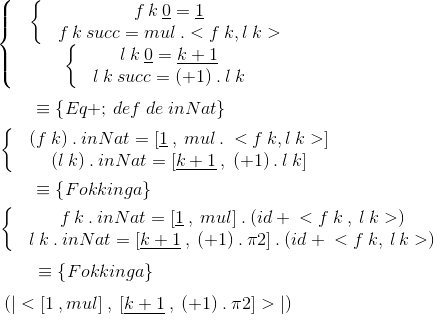 f k 0 = 1
f k succ = mul . < f k, l k >
l k 0 = k + 1
l k succ = (+1) . l k
≡ {Eq+; def de inNat}
(f k) . inNat = [1 , mul . < f k, l k >]
(l k) . inNat = [k + 1 , (+1) . l k]
≡ {Fokkinga}
f k . inNat = [1 , mul] . (id + < f k , l k >)
l k . inNat = [k + 1 , (+1) . π2] . (id + < f k, l k >)
≡ {Fokkinga}
(| < [1 , mul] , [k + 1 , (+1) . π2] > |)